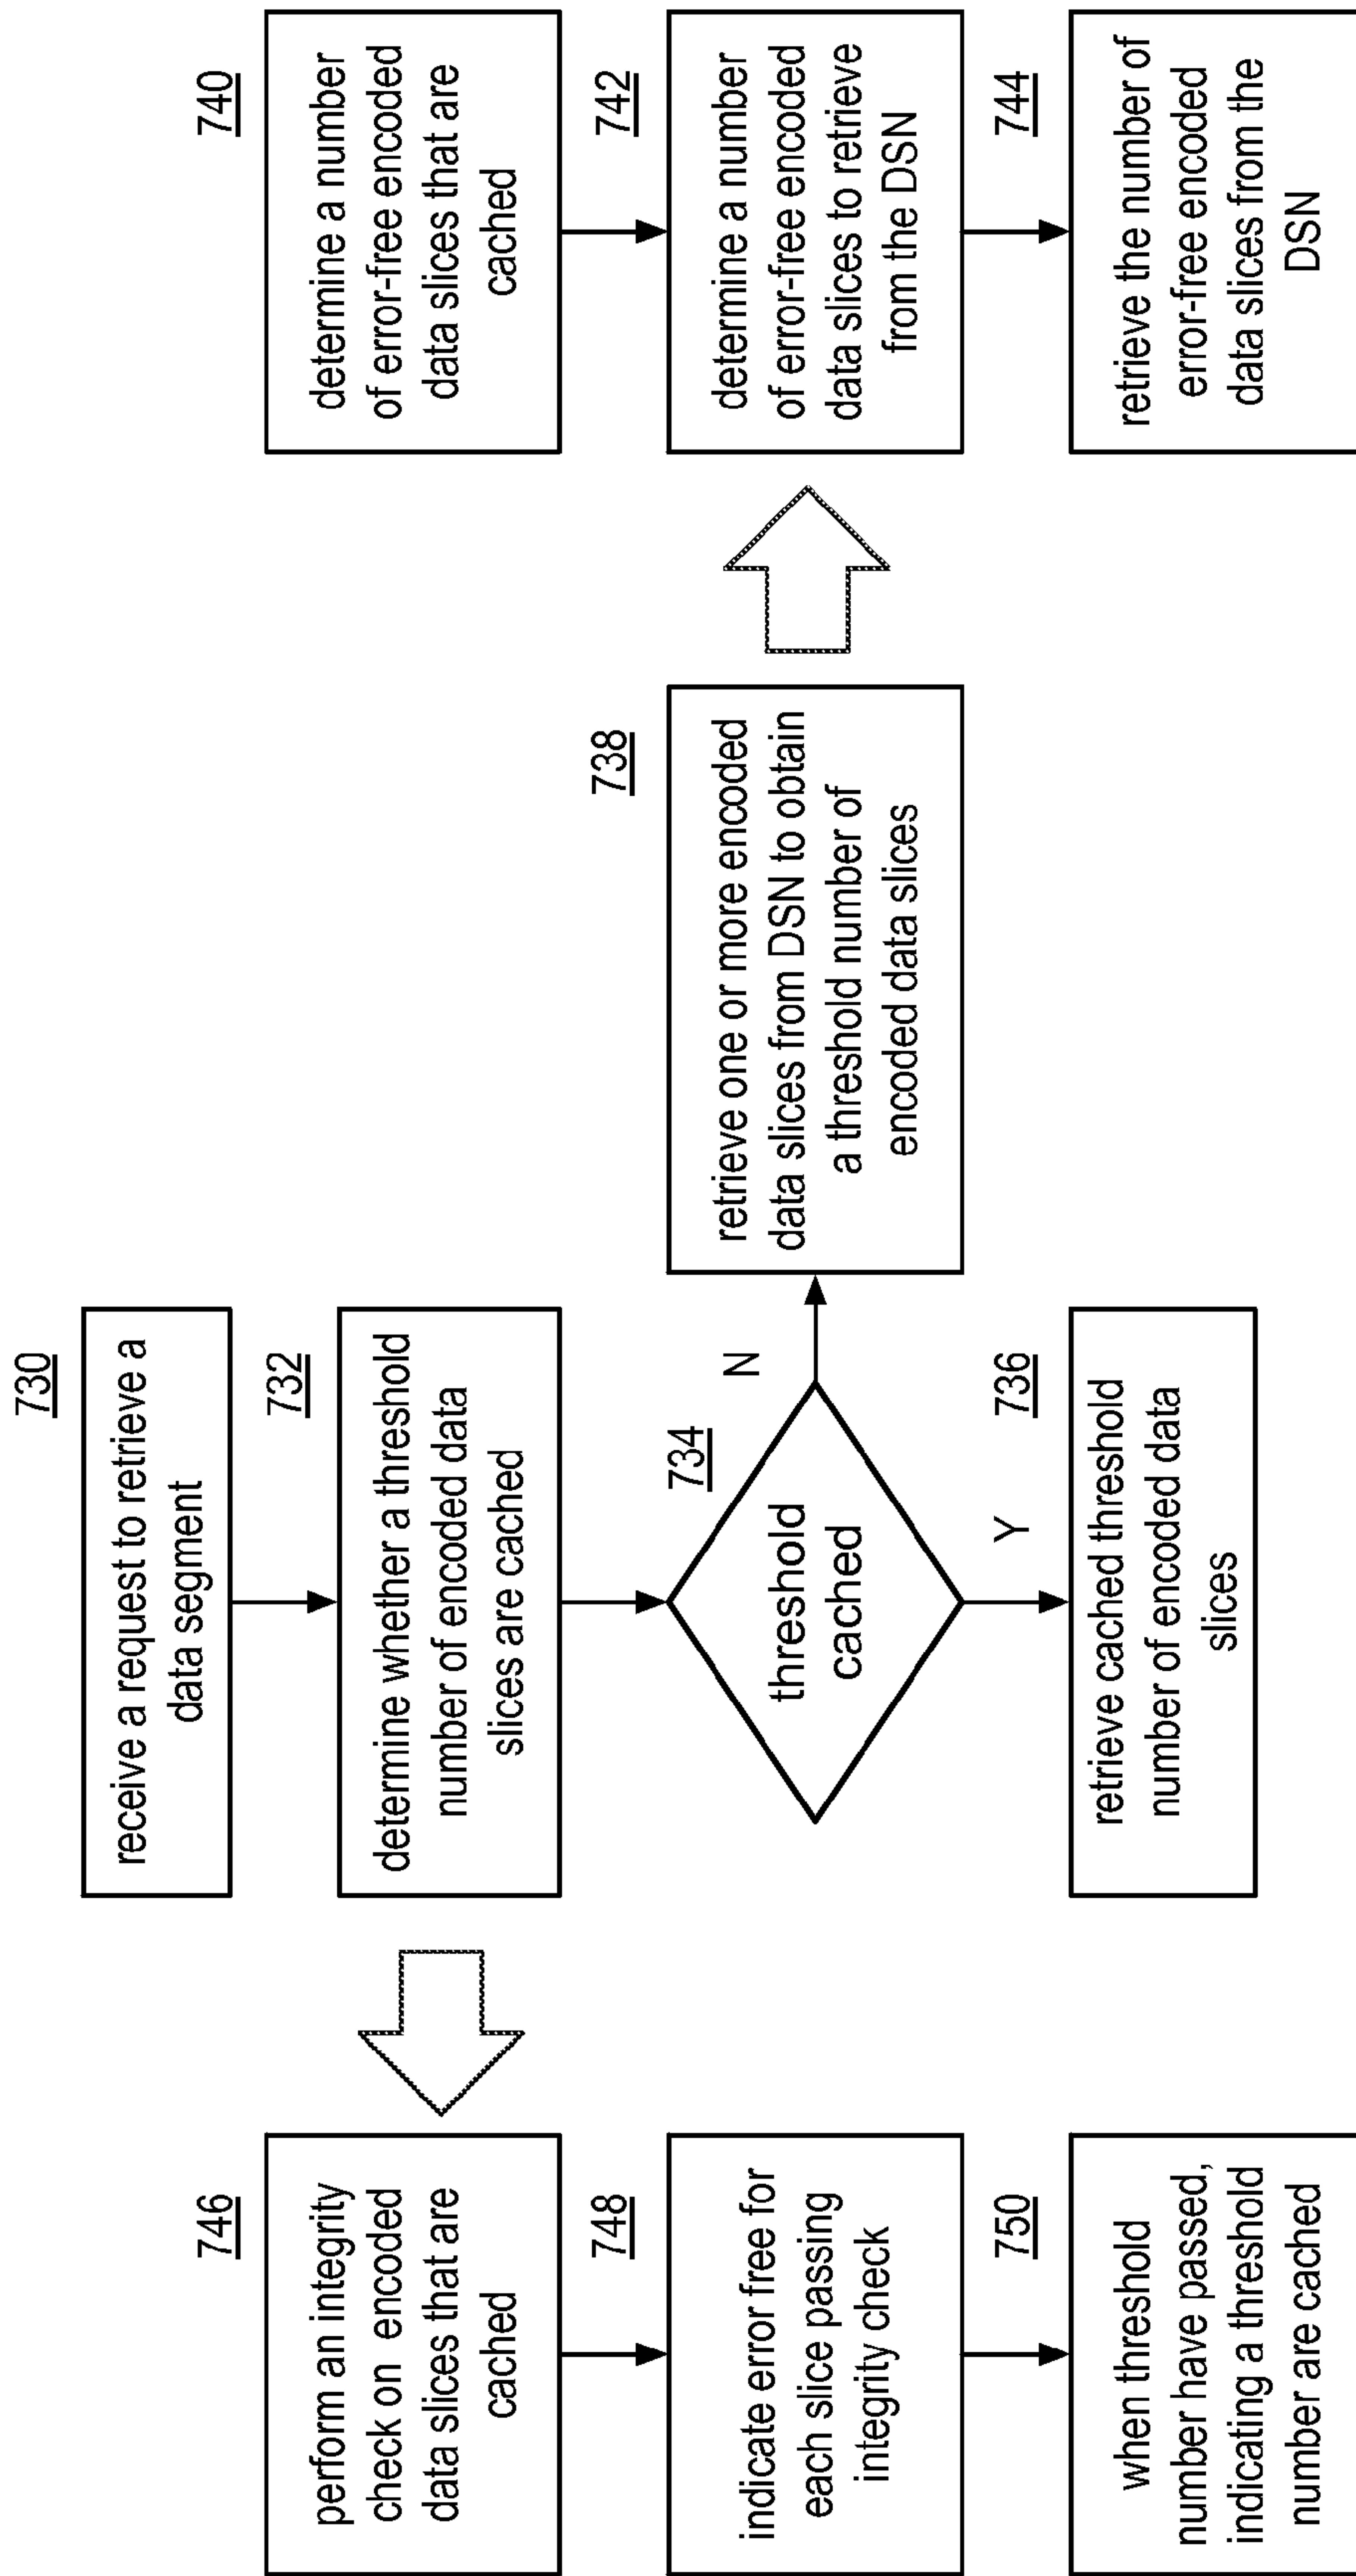 730
receive a request to retrieve a
data segment
732
determine whether a threshold
number of encoded data
slices are cached
734
threshold
cached
Y
N
736
retrieve cached threshold
number of encoded data
slices
738
retrieve one or more encoded
data slices from DSN to obtain
a threshold number of
encoded data slices
740
determine a number
of error-free encoded
data slices that are
cached
742
determine a number
of error-free encoded
data slices to retrieve
from the DSN
744
retrieve the number of
error-free encoded
data slices from the
DSN
746
perform an integrity
check on encoded
data slices that are
cached
748
indicate error free for
each slice passing
integrity check
750
when threshold
number have passed,
indicating a threshold
number are cached